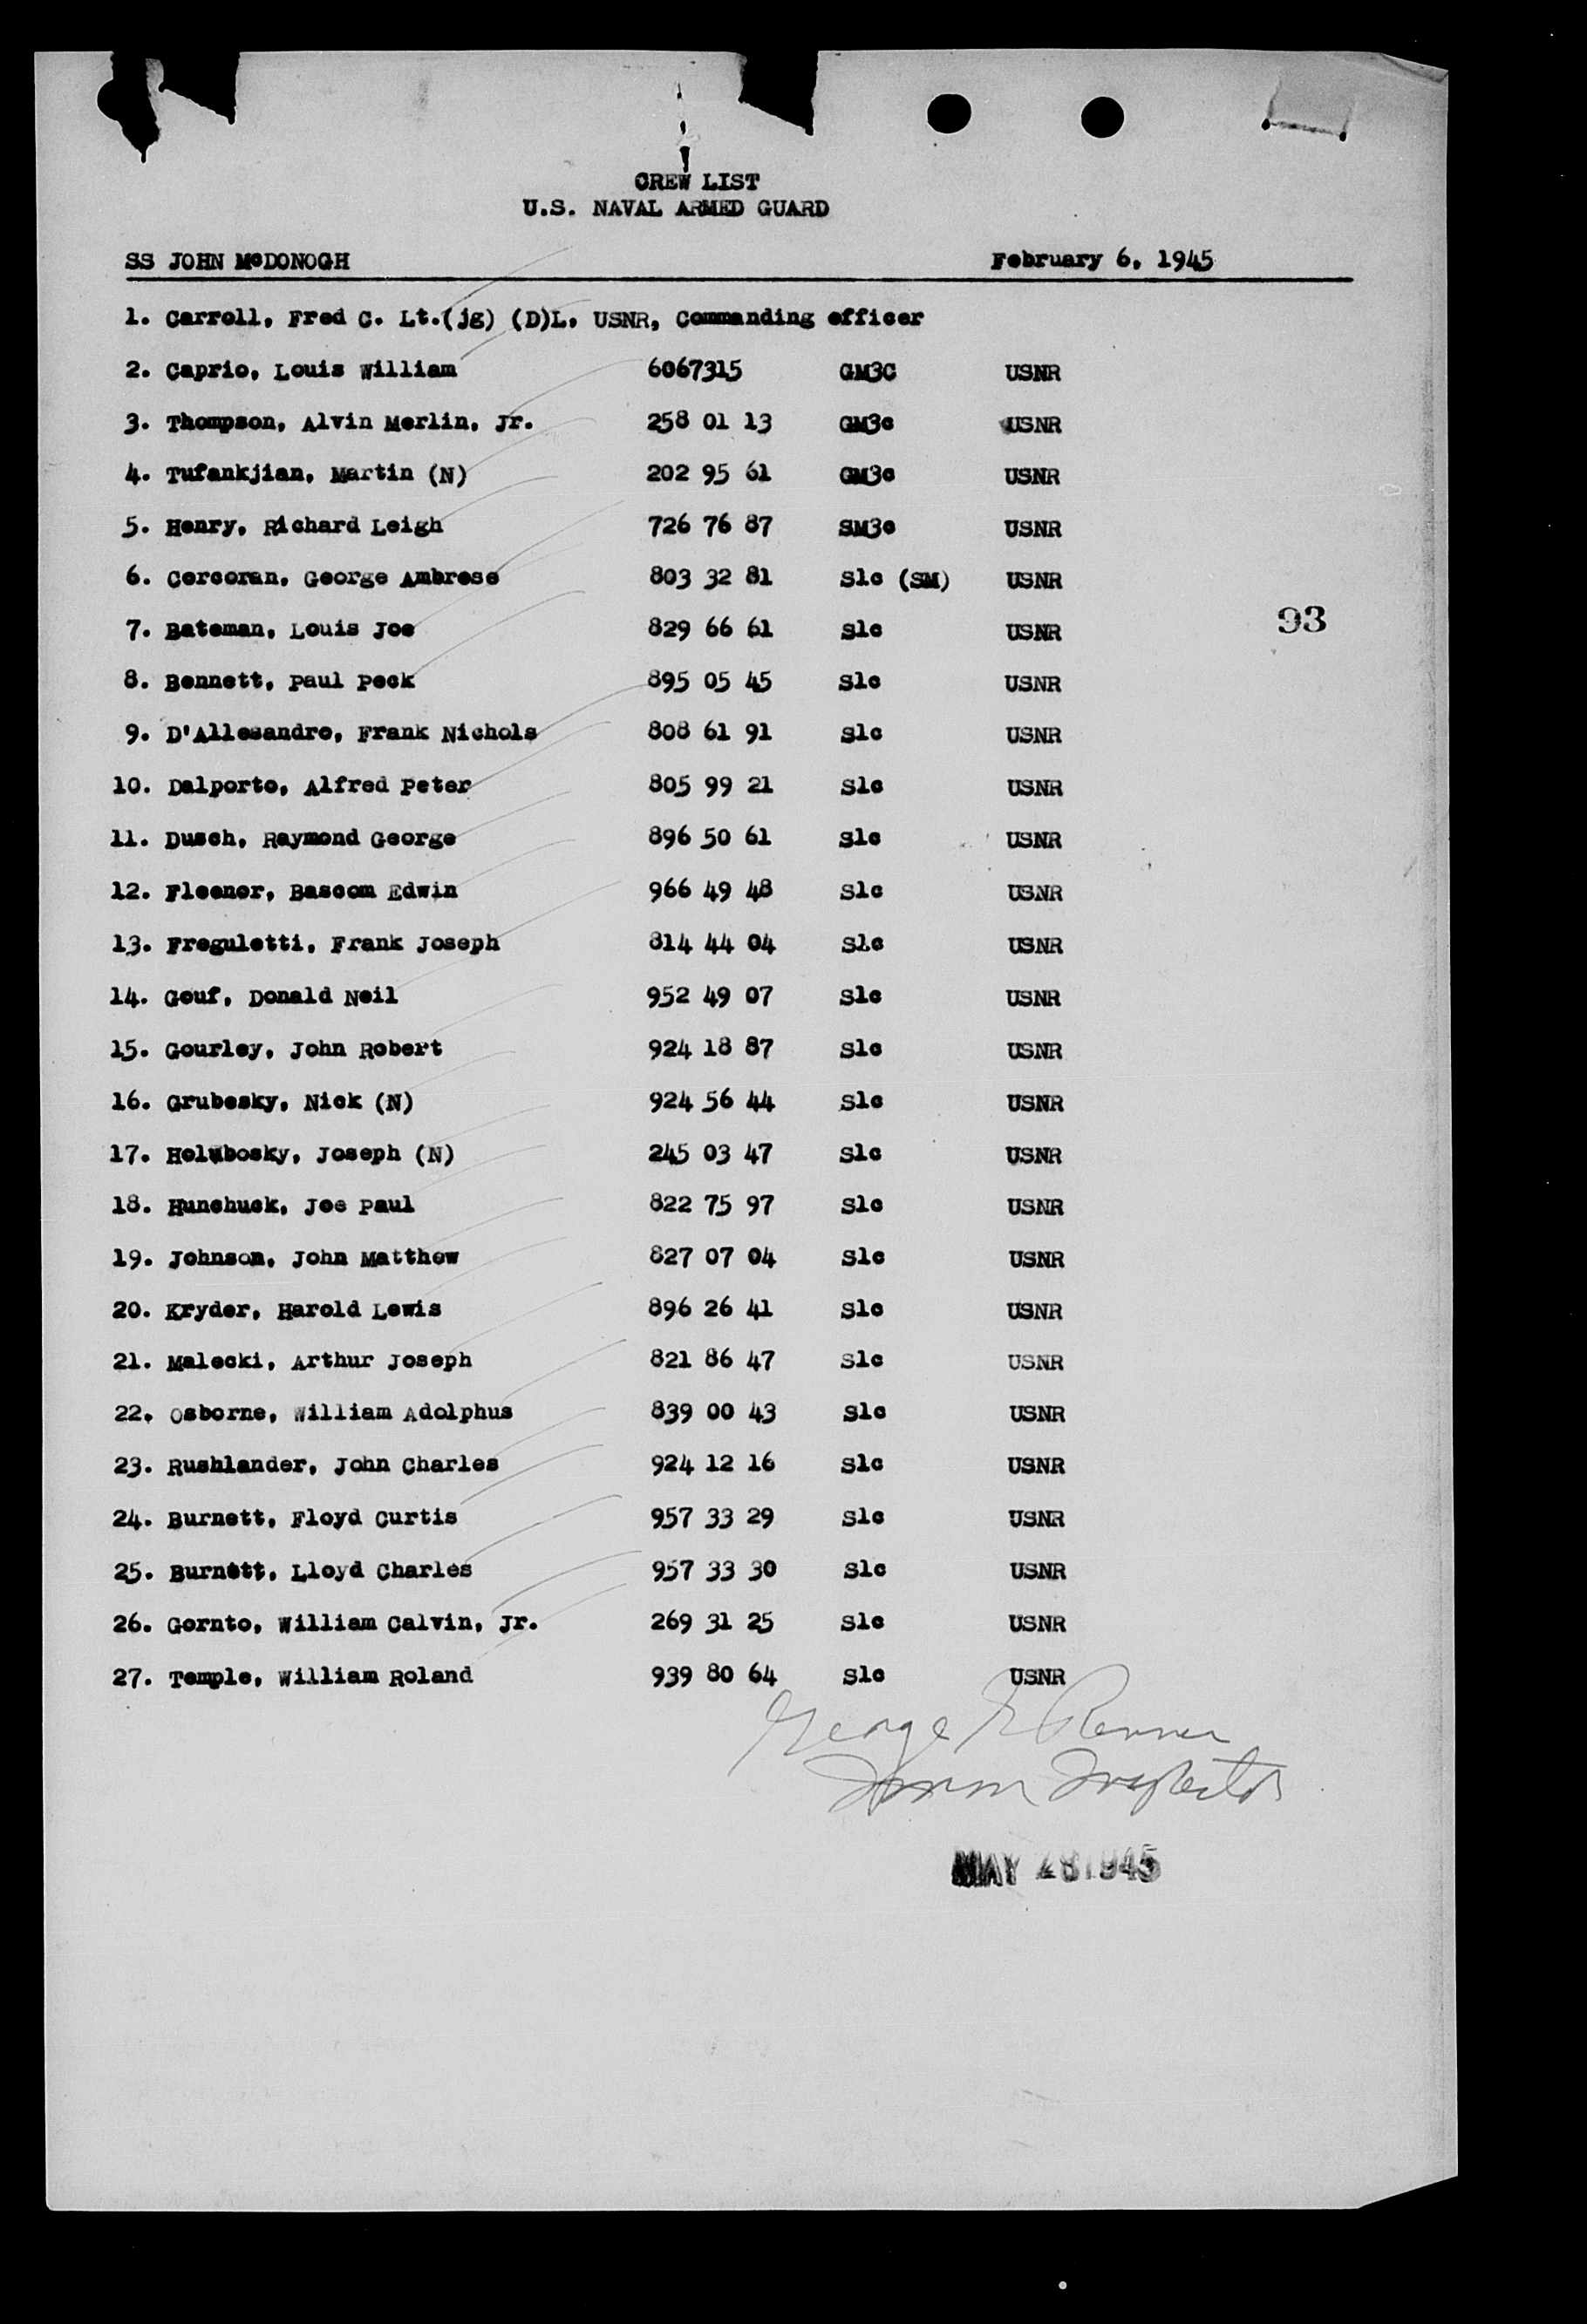 CREW LIST
U.S. NAVAL ARMED GUARD
SS JOHN McDONOGH February 6, 1945
1. Carroll, Fred C. Lt.(jg) (D)L, USNR, Commanding officer
2. Caprio, Louis William 6067315 GM3C USNR
3. Thompson, Alvin Merlin, Jr. 258 01 13 GM3c USNR
4. Tufankjian, Martin (N) 202 95 61 GM3c USNR
5. Henry, Richard Leigh 726 76 87 SM3c USNR
6. Corcoran, George Ambrose 803 32 81 S1c (SM) USNR
7. Bateman, Louis Joe 829 66 61 S1c USNR
93
8. Bennett, Paul Peck 895 05 45 S1c USNR
9. D'Allesandro, Frank Nichols 808 61 91 S1c USNR
10. Dalporto, Alfred Peter 805 99 21 S1c USNR
11. Dusch, Raymond George 896 50 61 S1c USNR
12. Fleenor, Bascom Edwin 966 49 48 S1c USNR
13. Freguletti, Frank Joseph 814 44 04 S1c USNR
14. Gouf, Donald Neil 952 49 07 S1c USNR
15. Gourley, John Robert 924 18 87 S1c USNR
16. Grubesky, Nick (N) 924 56 44 S1c USNR
17. Holubosky, Joseph (N) 245 03 47 S1c USNR
18. Hunchuck, Joe Paul 822 75 97 S1c USNR
19. Johnson, John Matthew 827 07 04 S1c USNR
20. Kryder, Harold Lewis 896 26 41 S1c USNR
21. Malecki, Arthur Joseph 821 86 47 S1c USNR
22. Osborne, William Adolphus 839 00 43 S1c USNR
23. Rushlander, John Charles 924 12 16 S1c USNR
24. Burnett, Floyd Curtis 957 33 29 S1c USNR
25. Burnett, Lloyd Charles 957 33 30 S1c USNR
26. Gornto, William Calvin, Jr. 269 31 25 S1c USNR
27. Temple, William Roland 939 80 64 S1c USNR
George Renner
Immn Inspector
MAY 28 1945